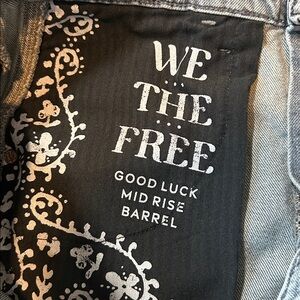 WE
THE
FREE
GOOD LUCK
MID RISE
BARREL